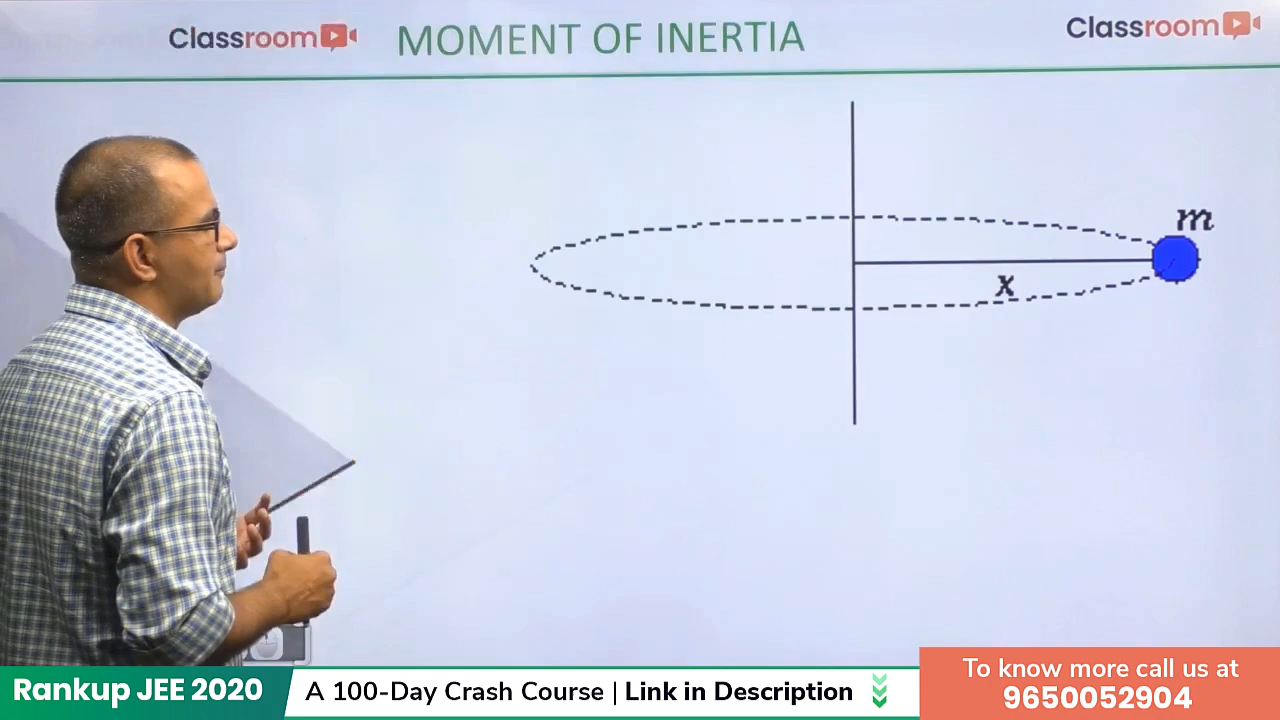 Classroom
MOMENT OF INERTIA
Classroom
m
x
Rankup JEE 2020
A 100-Day Crash Course | Link in Description
To know more call us at
9650052904